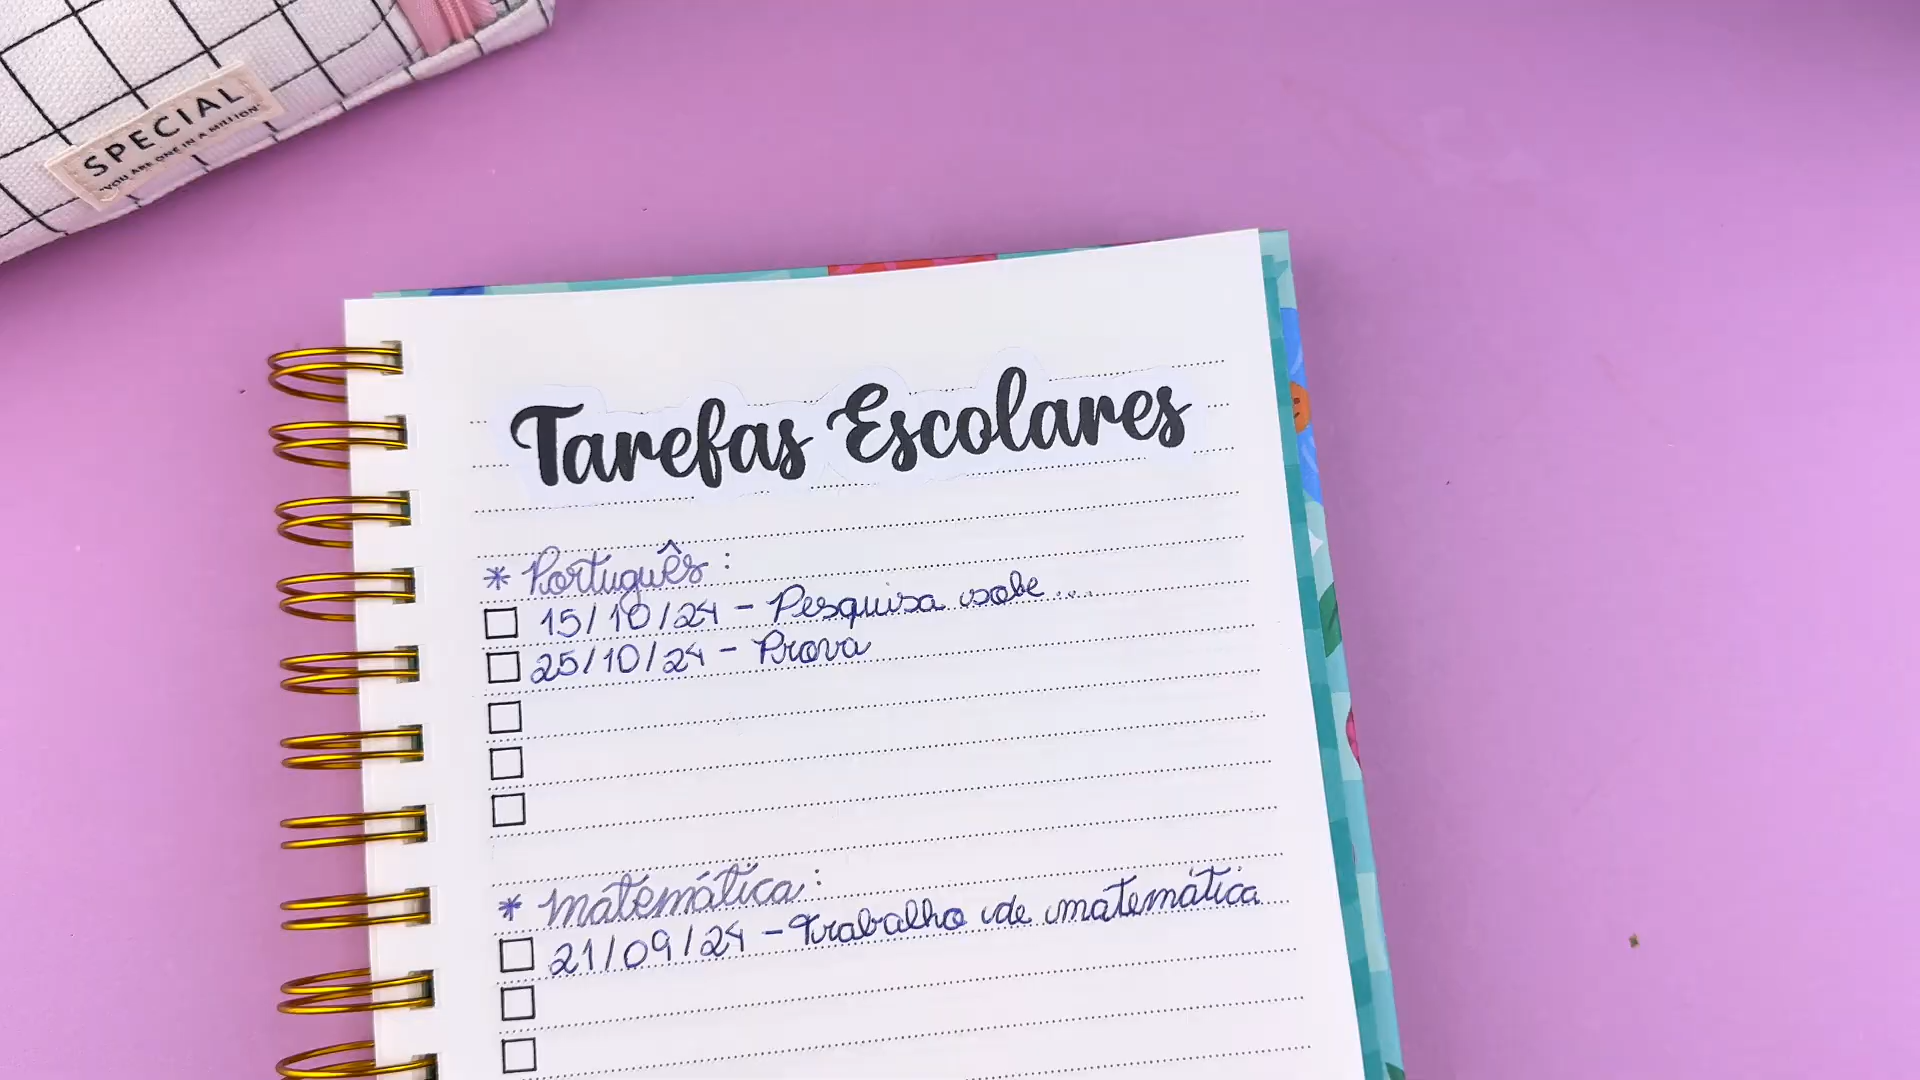 SPECIAL
"YOU ARE ONE IN A MILLION"
Tarefas Escolares
* Português :
15/10/24 - Pesquisa sobe...
25/10/24 - Prova
* Matemática :
21/09/24 - Trabalho de matemática